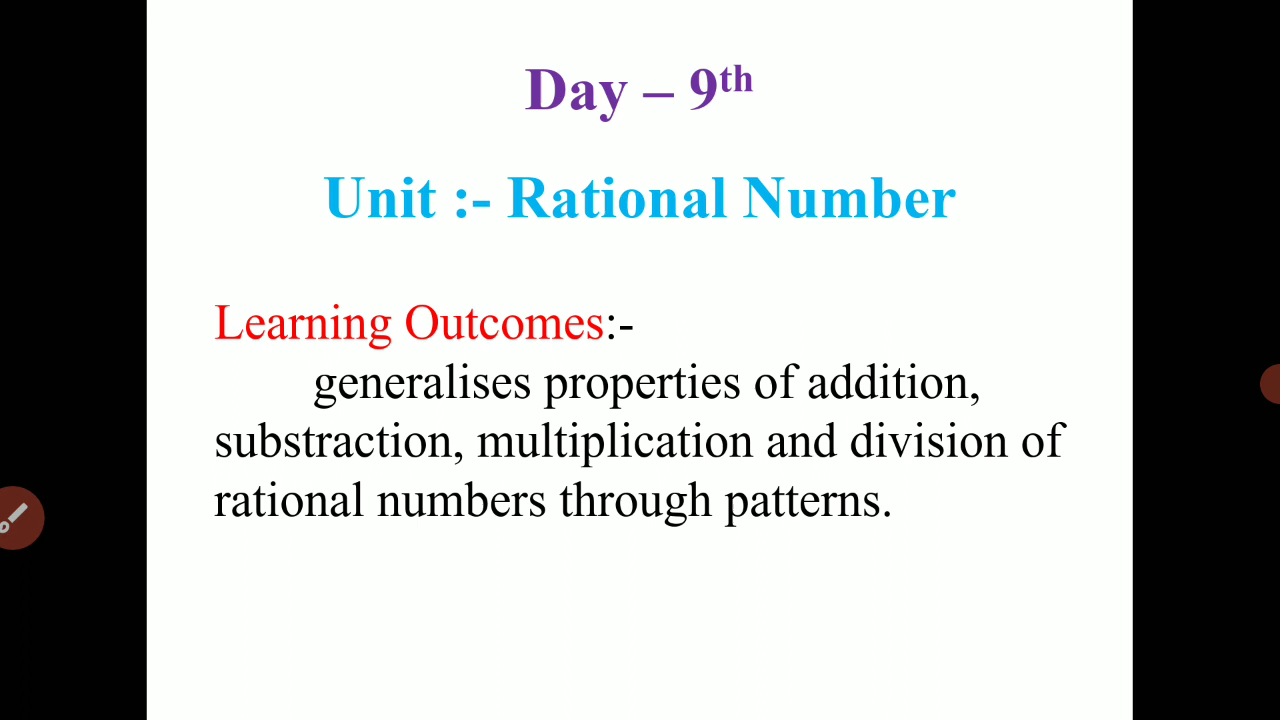 Day – 9th
Unit :- Rational Number
Learning Outcomes:-
generalises properties of addition,
substraction, multiplication and division of
rational numbers through patterns.